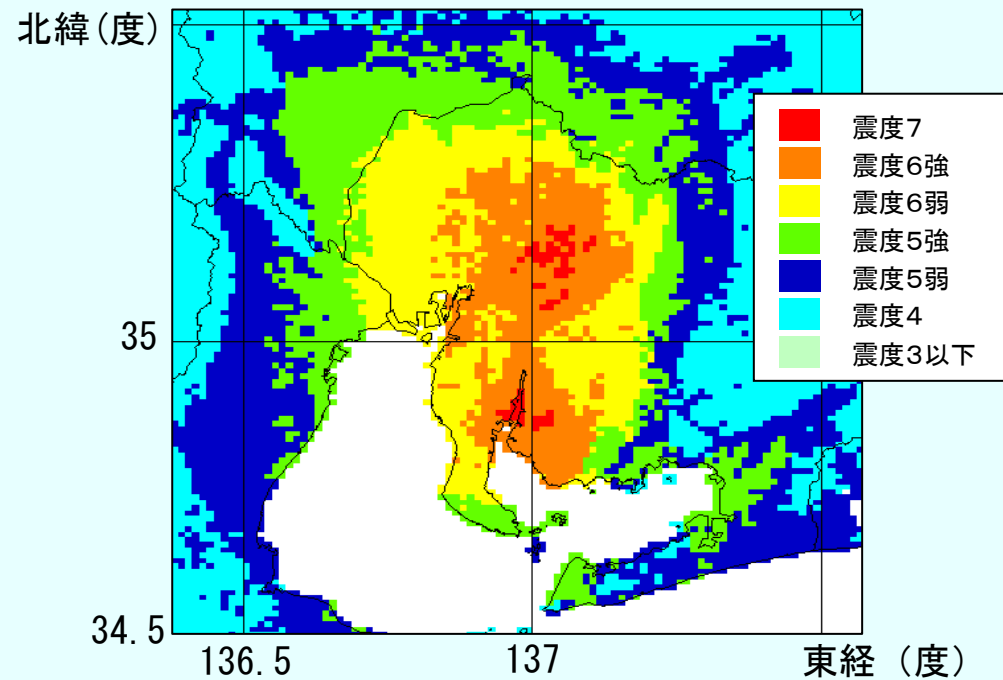 北緯(度)
震度7
震度6強
震度6弱
震度5強
震度5弱
震度4
震度3以下
35
34.5
136.5
137
東経 (度)